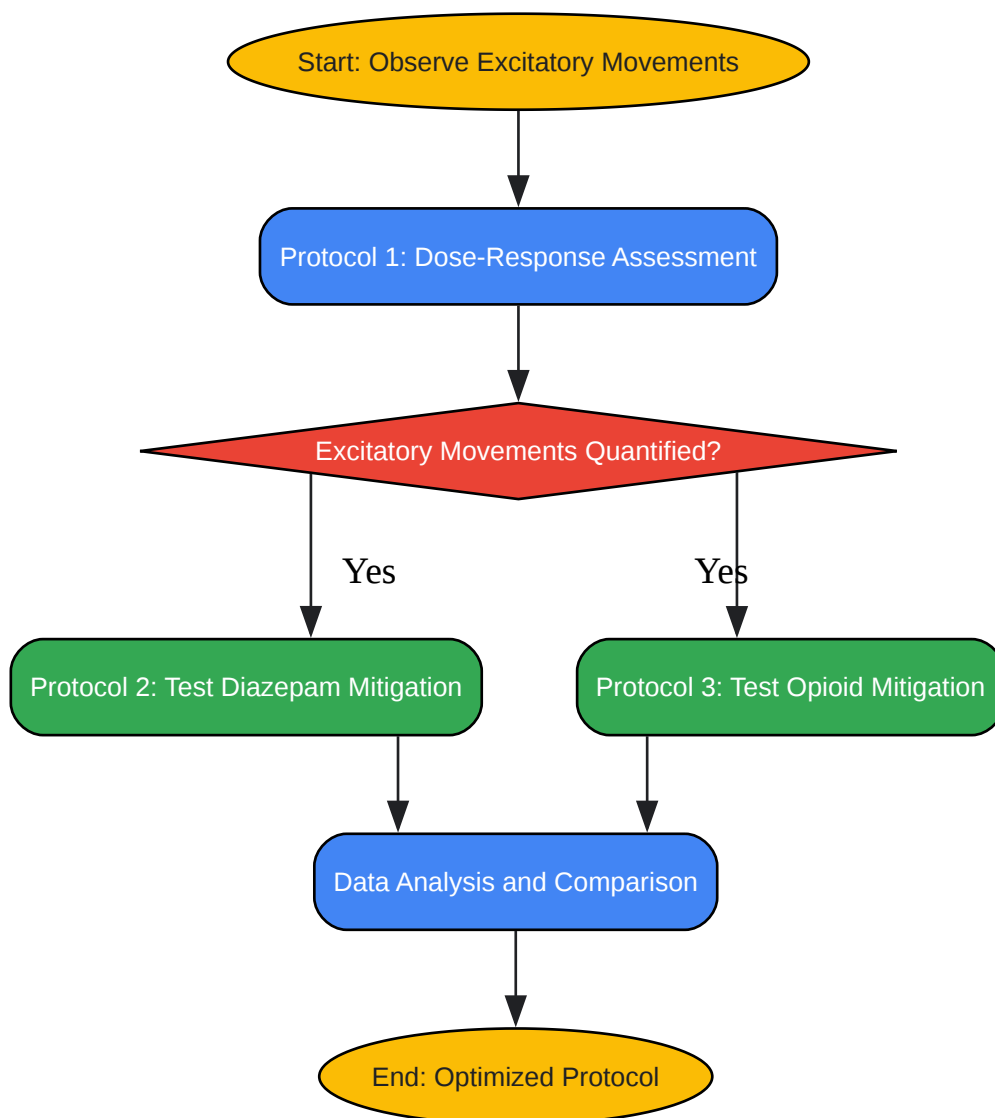 Start: Observe Excitatory Movements
Protocol 1: Dose-Response Assessment
Excitatory Movements Quantified?
Yes
Yes
Protocol 2: Test Diazepam Mitigation
Protocol 3: Test Opioid Mitigation
Data Analysis and Comparison
End: Optimized Protocol